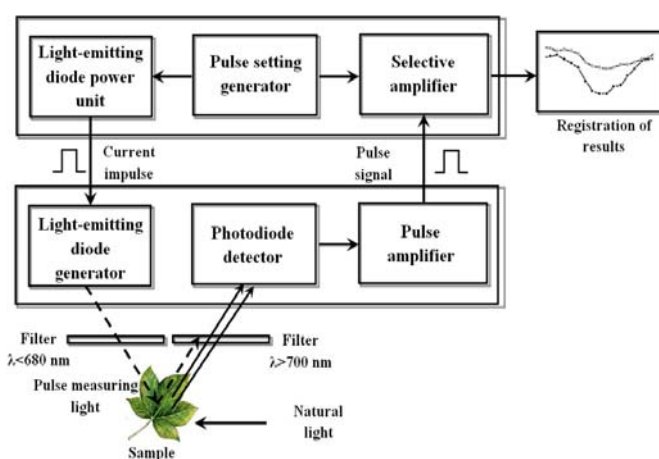 Light-emitting
diode power
unit
Pulse setting
generator
Selective
amplifier
Registration of
results
Current
impulse
Pulse
signal
Light-emitting
diode
generator
Photodiode
detector
Pulse
amplifier
Filter
λ<680 nm
Filter
λ>700 nm
Pulse measuring
light
Natural
light
Sample